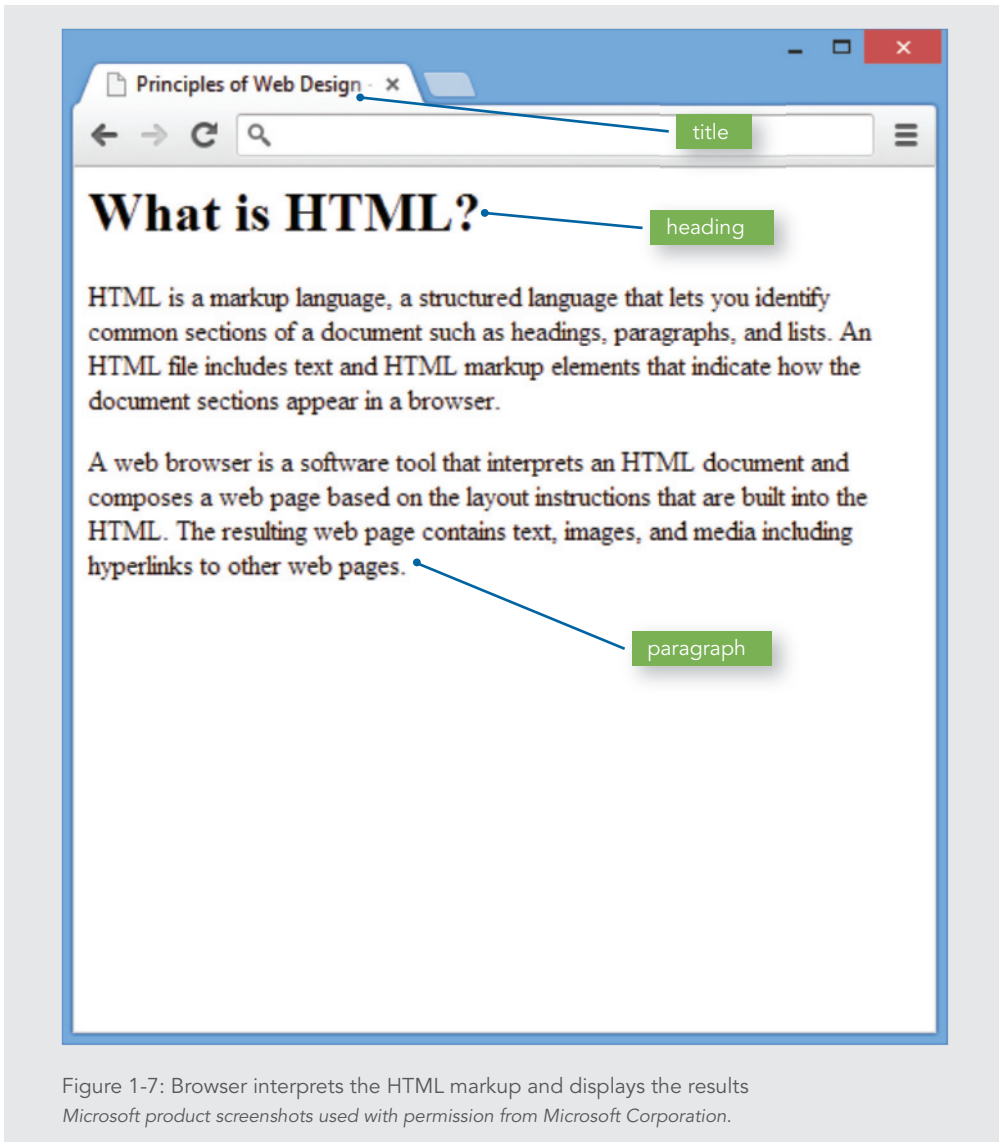 Principles of Web Design -
title
What is HTML?
heading
HTML is a markup language, a structured language that lets you identify
common sections of a document such as headings, paragraphs, and lists. An
HTML file includes text and HTML markup elements that indicate how the
document sections appear in a browser.
A web browser is a software tool that interprets an HTML document and
composes a web page based on the layout instructions that are built into the
HTML. The resulting web page contains text, images, and media including
hyperlinks to other web pages.
paragraph
Figure 1-7: Browser interprets the HTML markup and displays the results
Microsoft product screenshots used with permission from Microsoft Corporation.